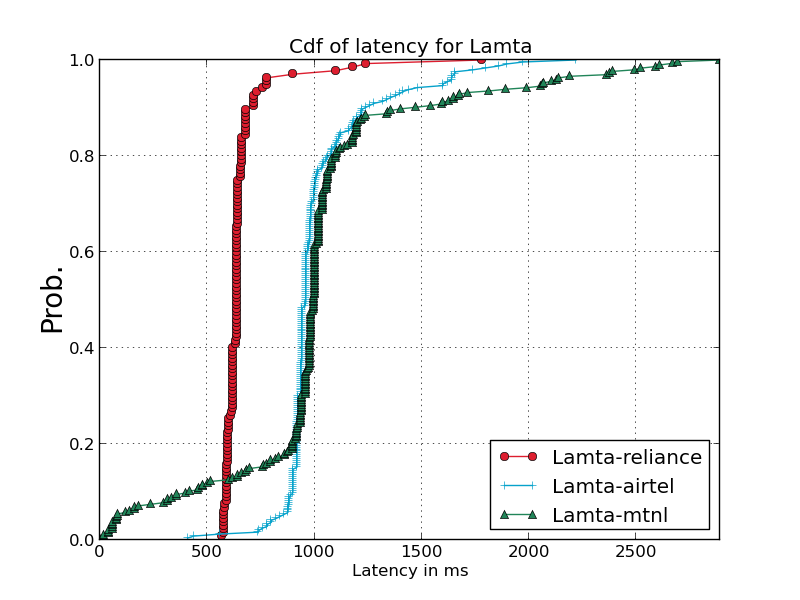 Cdf of latency for Lamta
1.0
0.8
0.6
0.4
0.2
0.0
Prob.
0 500 1000 1500 2000 2500
Latency in ms
Lamta-reliance
Lamta-airtel
Lamta-mtnl